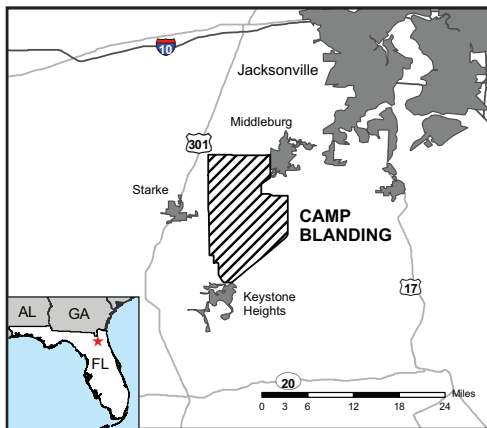 10
Jacksonville
Middleburg
301
Starke
CAMP
BLANDING
Keystone
Heights
17
AL
GA
FL
20
Miles
0 3 6 12 18 24